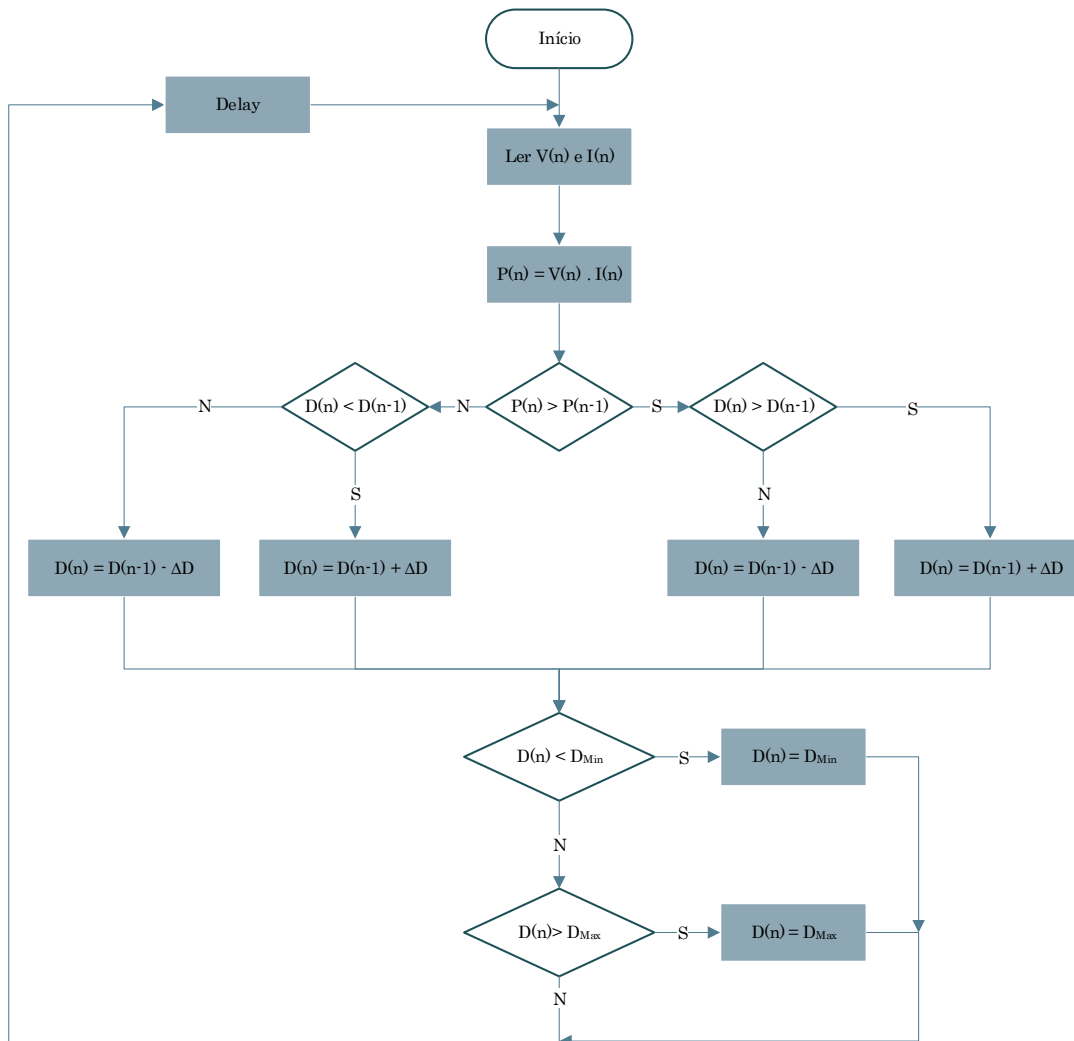 Início
Delay
Ler V(n) e I(n)
P(n) = V(n) . I(n)
N
D(n) < D(n-1)
N
P(n) > P(n-1)
S
D(n) > D(n-1)
S
S
N
D(n) = D(n-1) - ΔD
D(n) = D(n-1) + ΔD
D(n) = D(n-1) - ΔD
D(n) = D(n-1) + ΔD
D(n) < DMin
S
D(n) = DMin
N
D(n)> DMax
S
D(n) = DMax
N